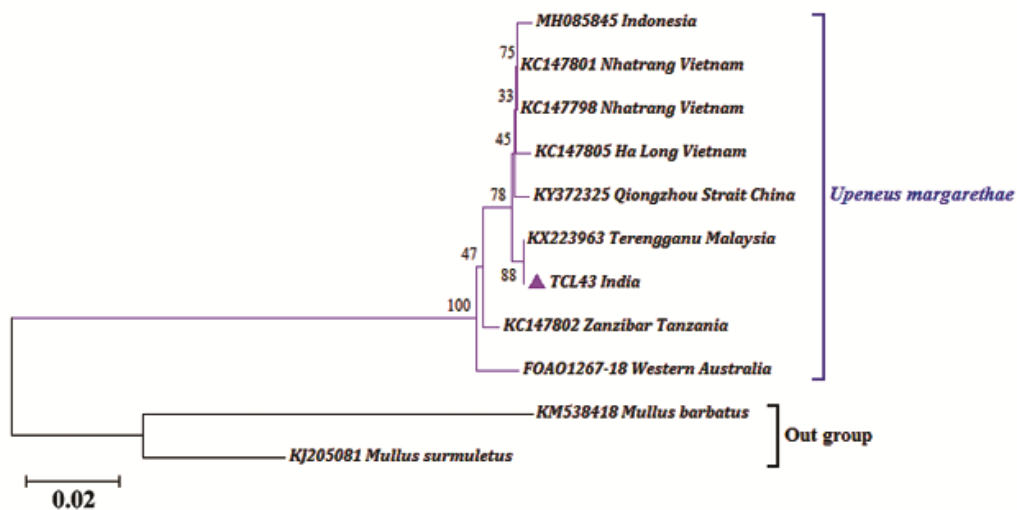 MH085845 Indonesia
75
KC147801 Nhatrang Vietnam
33
KC147798 Nhatrang Vietnam
45
KC147805 Ha Long Vietnam
78
KY372325 Qiongzhou Strait China
Upeneus margarethae
KX223963 Terengganu Malaysia
47
88
TCL43 India
100
KC147802 Zanzibar Tanzania
FOAO1267-18 Western Australia
KM538418 Mullus barbatus
Out group
KJ205081 Mullus surmuletus
0.02